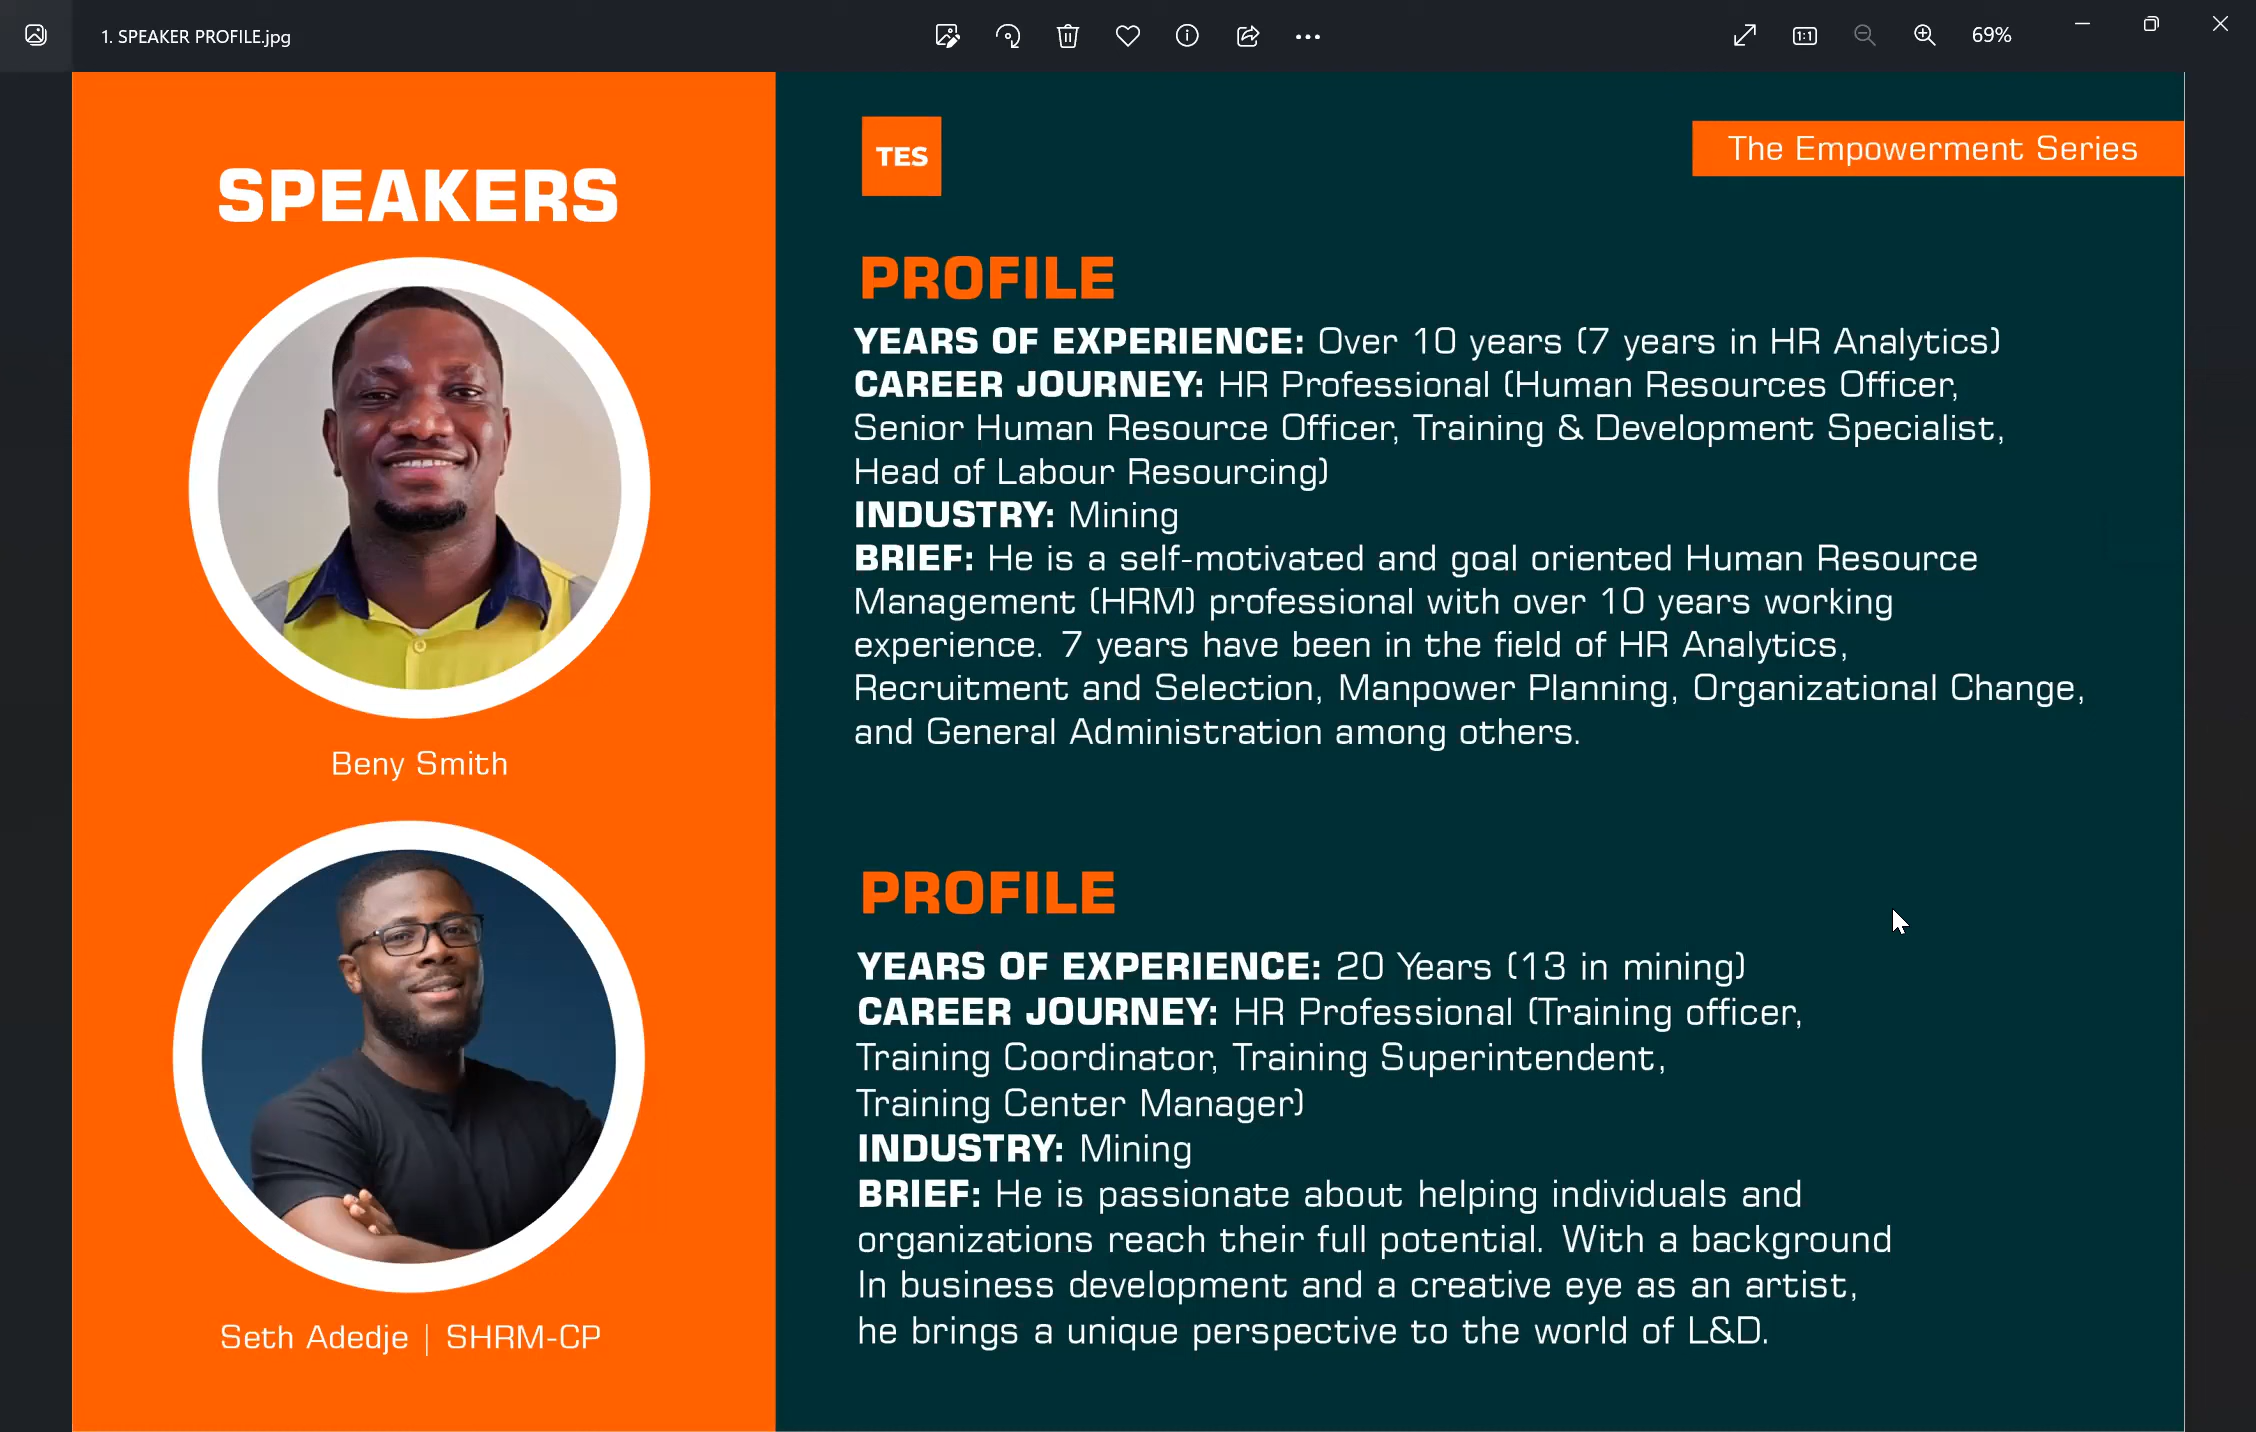 1. SPEAKER PROFILE.jpg
69%
SPEAKERS
Beny Smith
Seth Adedje | SHRM-CP
TES
The Empowerment Series
PROFILE
YEARS OF EXPERIENCE: Over 10 years (7 years in HR Analytics)
CAREER JOURNEY: HR Professional (Human Resources Officer,
Senior Human Resource Officer, Training & Development Specialist,
Head of Labour Resourcing)
INDUSTRY: Mining
BRIEF: He is a self-motivated and goal oriented Human Resource
Management (HRM) professional with over 10 years working
experience. 7 years have been in the field of HR Analytics,
Recruitment and Selection, Manpower Planning, Organizational Change,
and General Administration among others.
PROFILE
YEARS OF EXPERIENCE: 20 Years (13 in mining)
CAREER JOURNEY: HR Professional (Training officer,
Training Coordinator, Training Superintendent,
Training Center Manager)
INDUSTRY: Mining
BRIEF: He is passionate about helping individuals and
organizations reach their full potential. With a background
In business development and a creative eye as an artist,
he brings a unique perspective to the world of L&D.